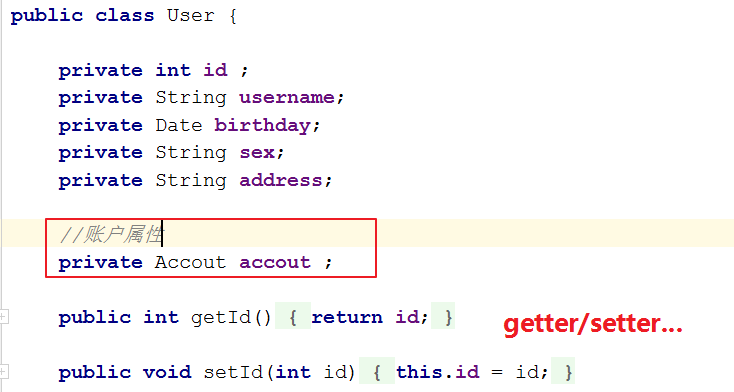 public class User {
private int id ;
private String username;
private Date birthday;
private String sex;
private String address;
//账户属性
private Accout accout ;
public int getId() { return id; }
getter/setter...
public void setId(int id) { this.id = id; }